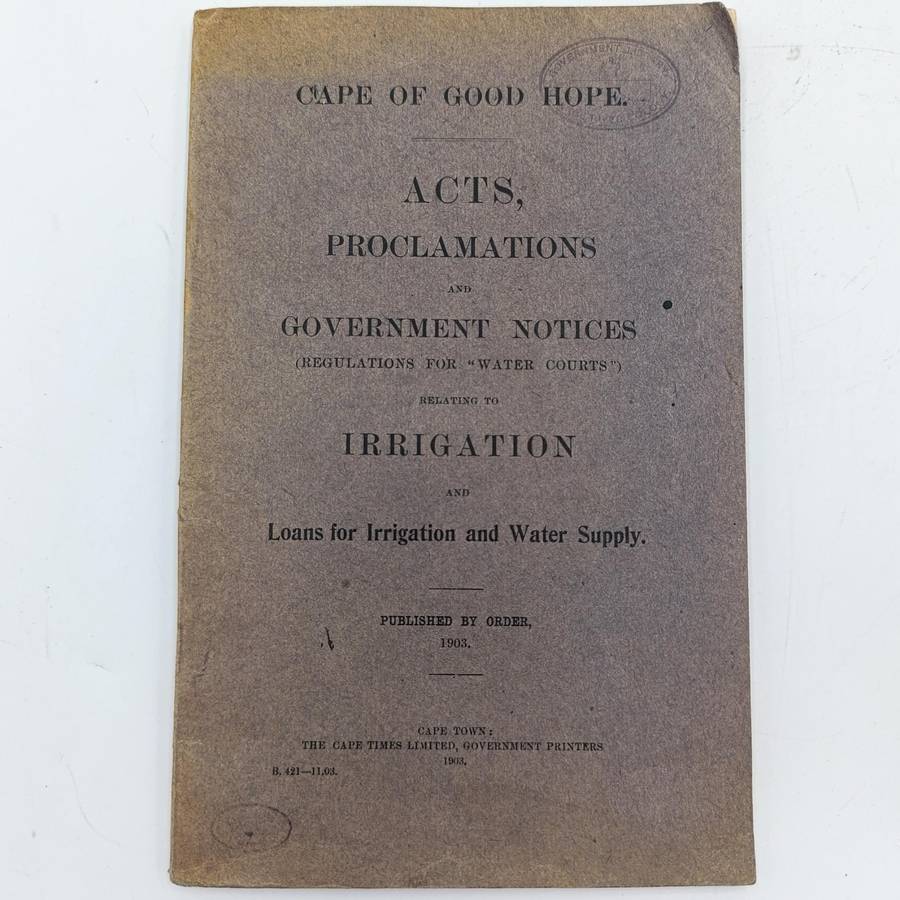 CAPE OF GOOD HOPE.
ACTS,
PROCLAMATIONS
AND
GOVERNMENT NOTICES
(REGULATIONS FOR "WATER COURTS")
RELATING TO
IRRIGATION
AND
Loans for Irrigation and Water Supply.
PUBLISHED BY ORDER,
1903.
CAPE TOWN:
THE CAPE TIMES LIMITED, GOVERNMENT PRINTERS
1903.
B. 421—11.03.